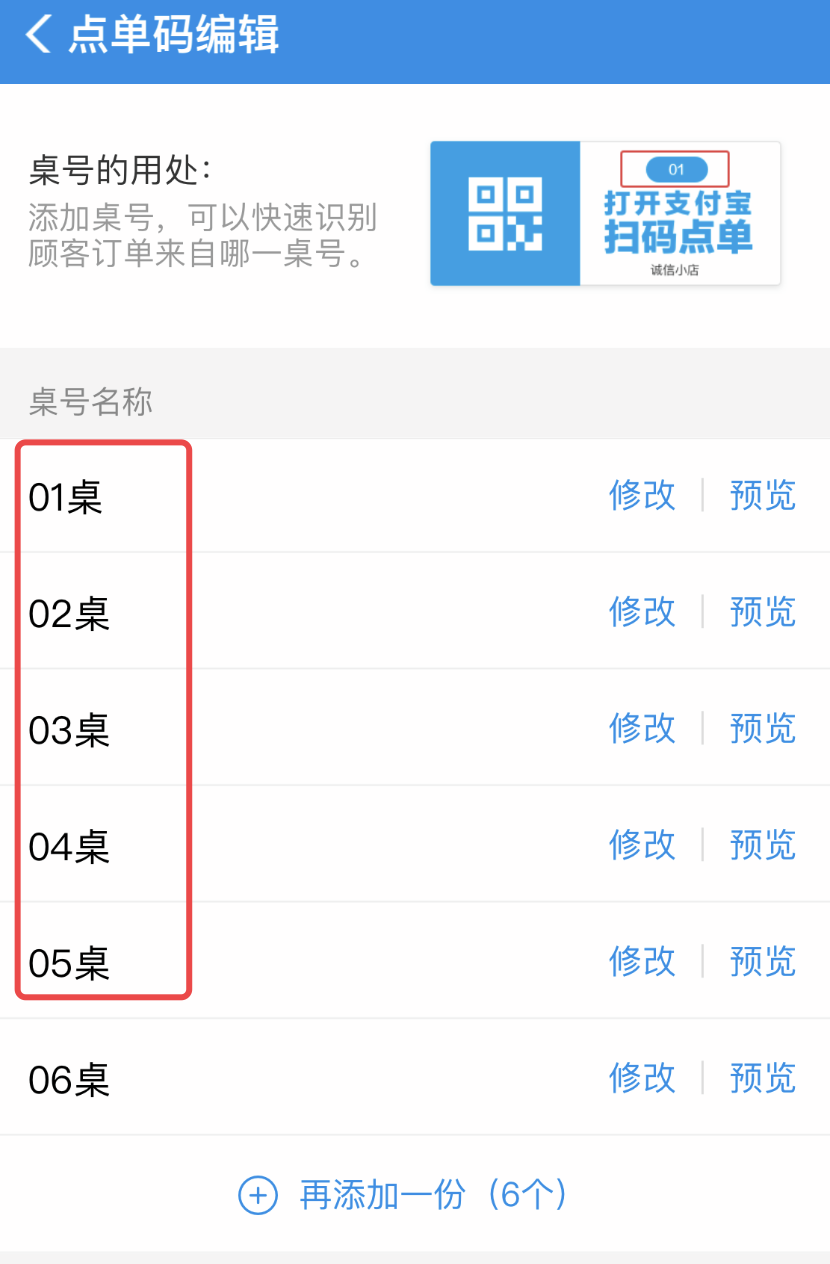 点单码编辑
桌号的用处：
添加桌号，可以快速识别
顾客订单来自哪一桌号。
01
打开支付宝
扫码点单
诚信小店
桌号名称
01桌 修改 预览
02桌 修改 预览
03桌 修改 预览
04桌 修改 预览
05桌 修改 预览
06桌 修改 预览
再添加一份（6个）